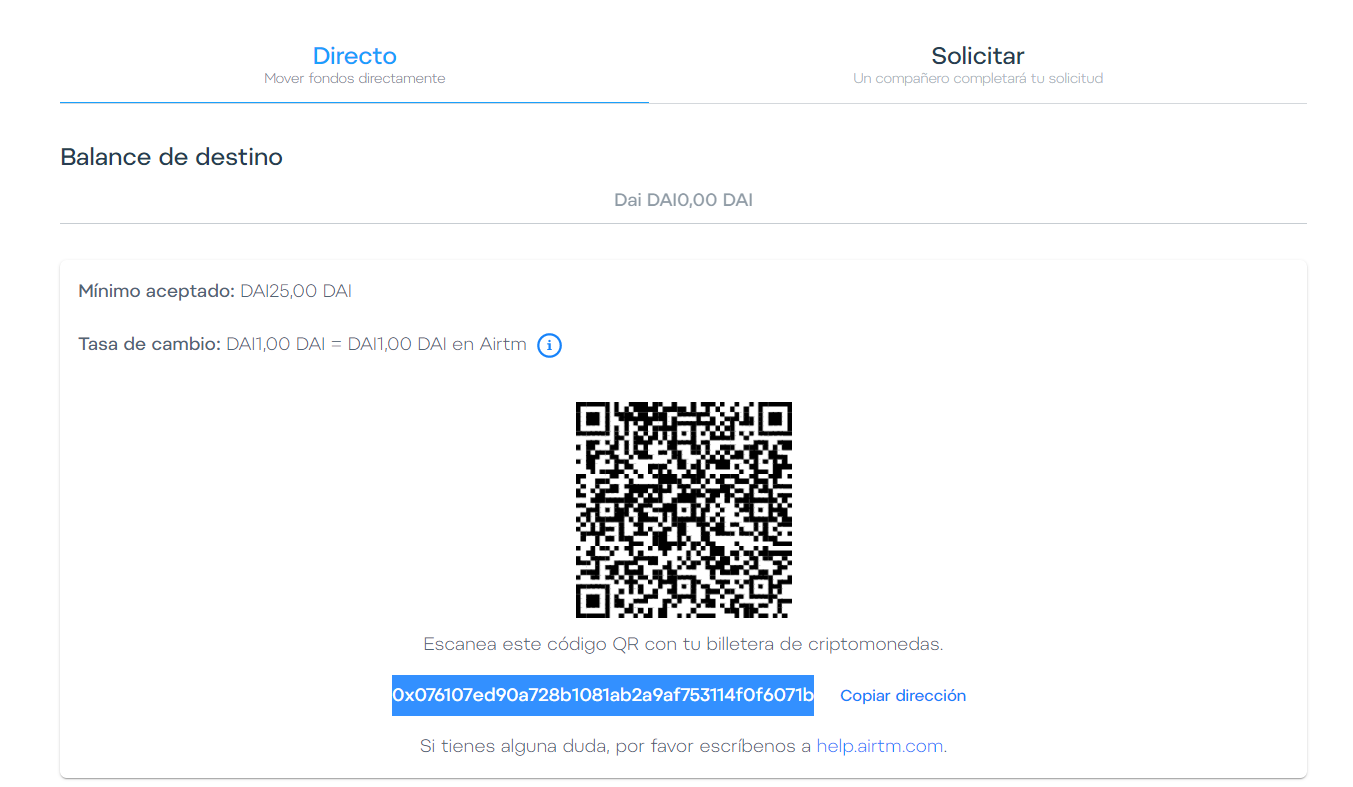 Directo
Mover fondos directamente
Solicitar
Un compañero completará tu solicitud
Balance de destino
Dai DAI0,00 DAI
Mínimo aceptado: DAI25,00 DAI
Tasa de cambio: DAI1,00 DAI = DAI1,00 DAI en Airtm
Escanea este código QR con tu billetera de criptomonedas.
0x076107ed90a728b1081ab2a9af753114f0f6071b
Copiar dirección
Si tienes alguna duda, por favor escríbenos a help.airtm.com.